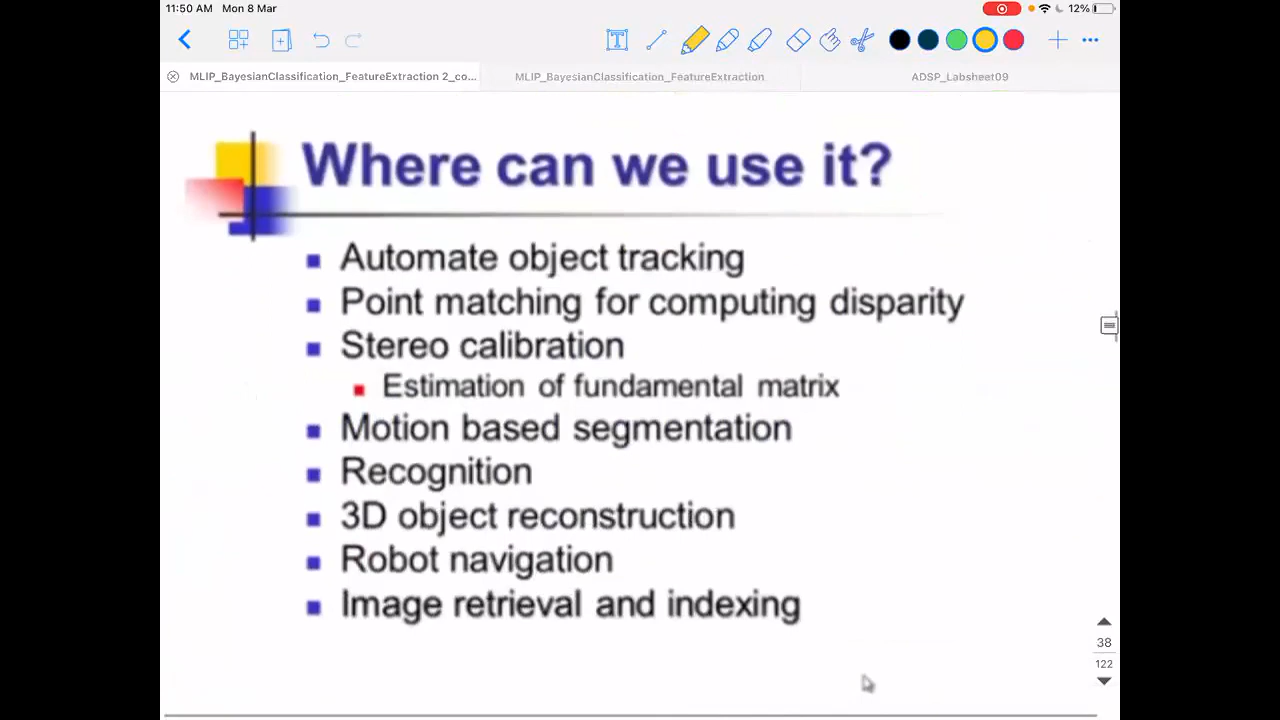 11:50 AM Mon 8 Mar
12%
MLIP_BayesianClassification_FeatureExtraction 2_co...
MLIP_BayesianClassification_FeatureExtraction
ADSP_Labsheet09
Where can we use it?
Automate object tracking
Point matching for computing disparity
Stereo calibration
Estimation of fundamental matrix
Motion based segmentation
Recognition
3D object reconstruction
Robot navigation
Image retrieval and indexing
38
122